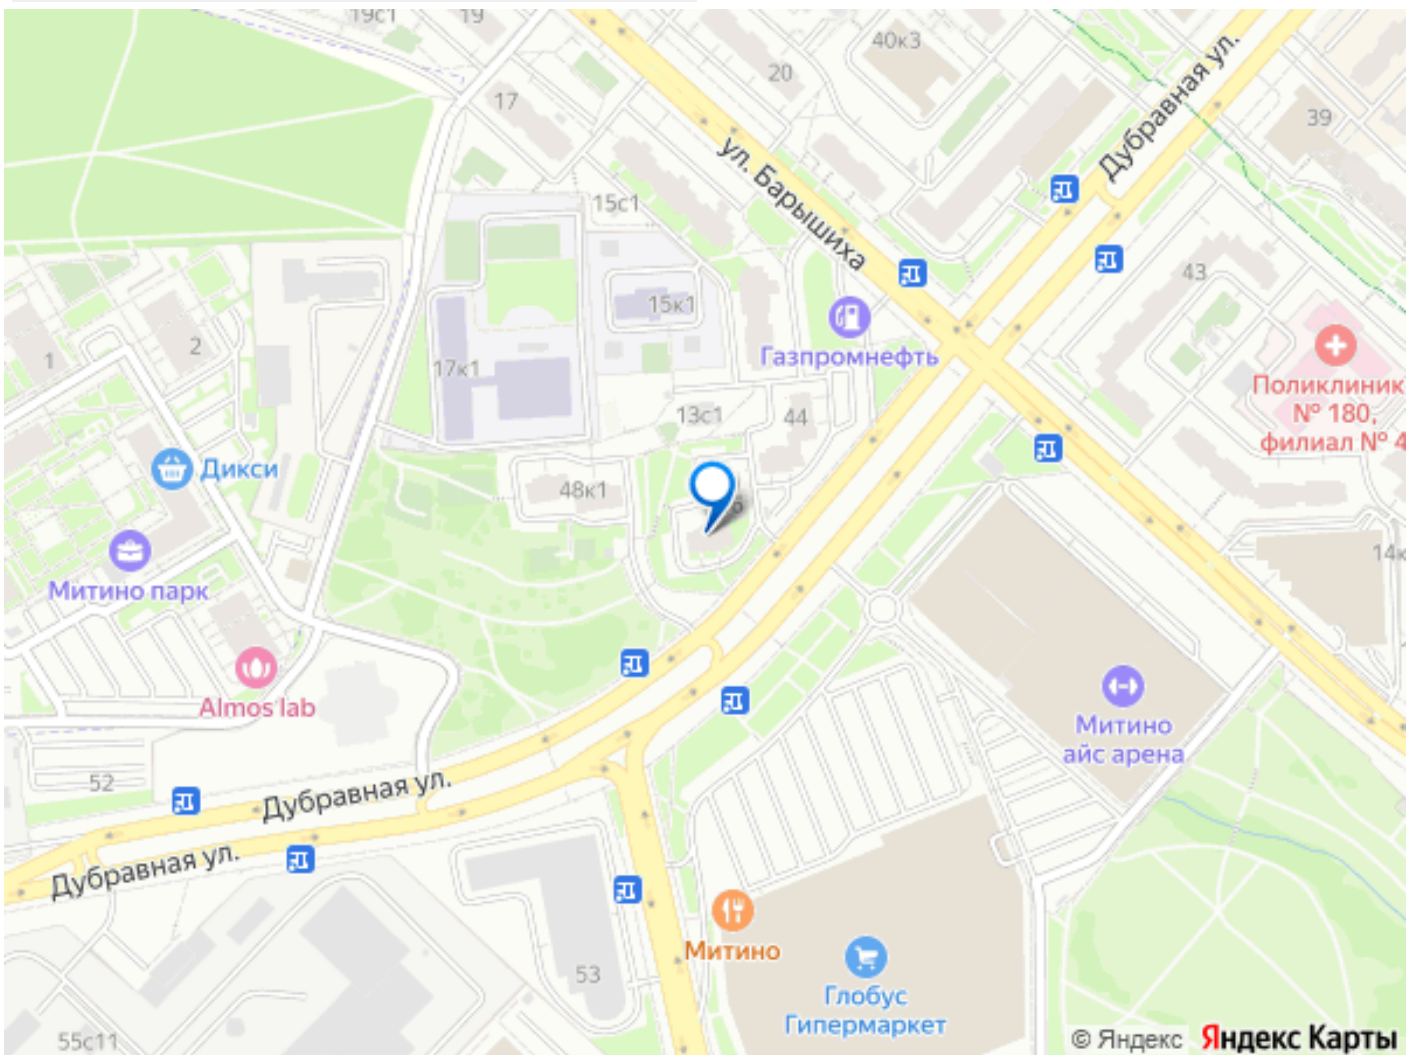 19с1
19
40к3
20
17
39
Дубравная ул.
ул. Барышиха
15с1
43
15к1
2
1
17к1
Газпромнефть
Поликлиник
№ 180,
филиал № 4
13с1
44
Дикси
48к1
14к
Митино парк
Almos lab
Митино
айс арена
52
Дубравная ул.
Дубравная ул.
Митино
53
Глобус
Гипермаркет
55с11
© Яндекс Яндекс Карты